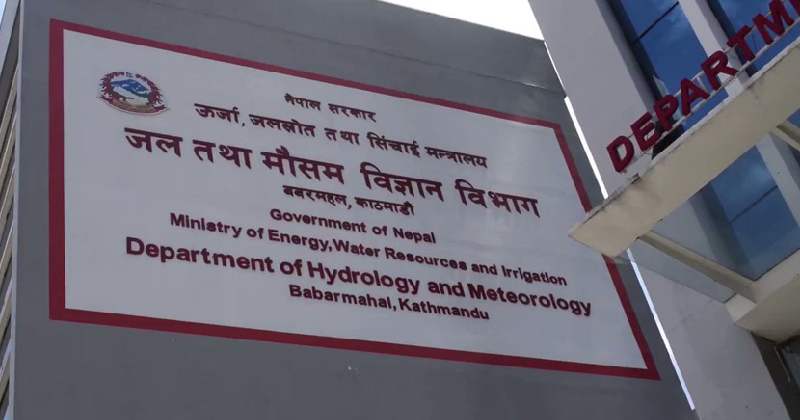 नेपाल सरकार
ऊर्जा, जलस्रोत तथा सिंचाई मन्त्रालय
जल तथा मौसम विज्ञान विभाग
बबरमहल, काठमाडौं
Government of Nepal
Ministry of Energy,Water Resources and Irrigation
Department of Hydrology and Meteorology
Babarmahal, Kathmandu
DEPARTME